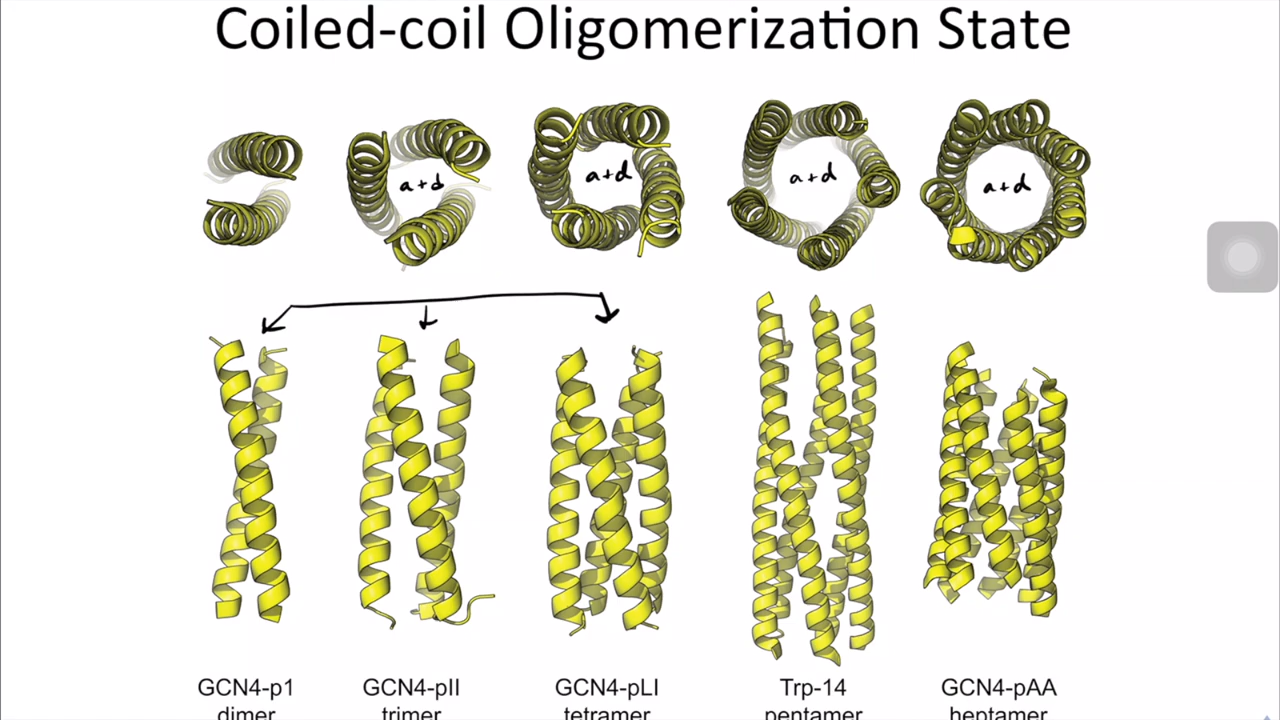 Coiled-coil Oligomerization State
a+d a+d a+d a+d
GCN4-p1 GCN4-pII GCN4-pLI Trp-14 GCN4-pAA
dimer trimer tetramer pentamer heptamer